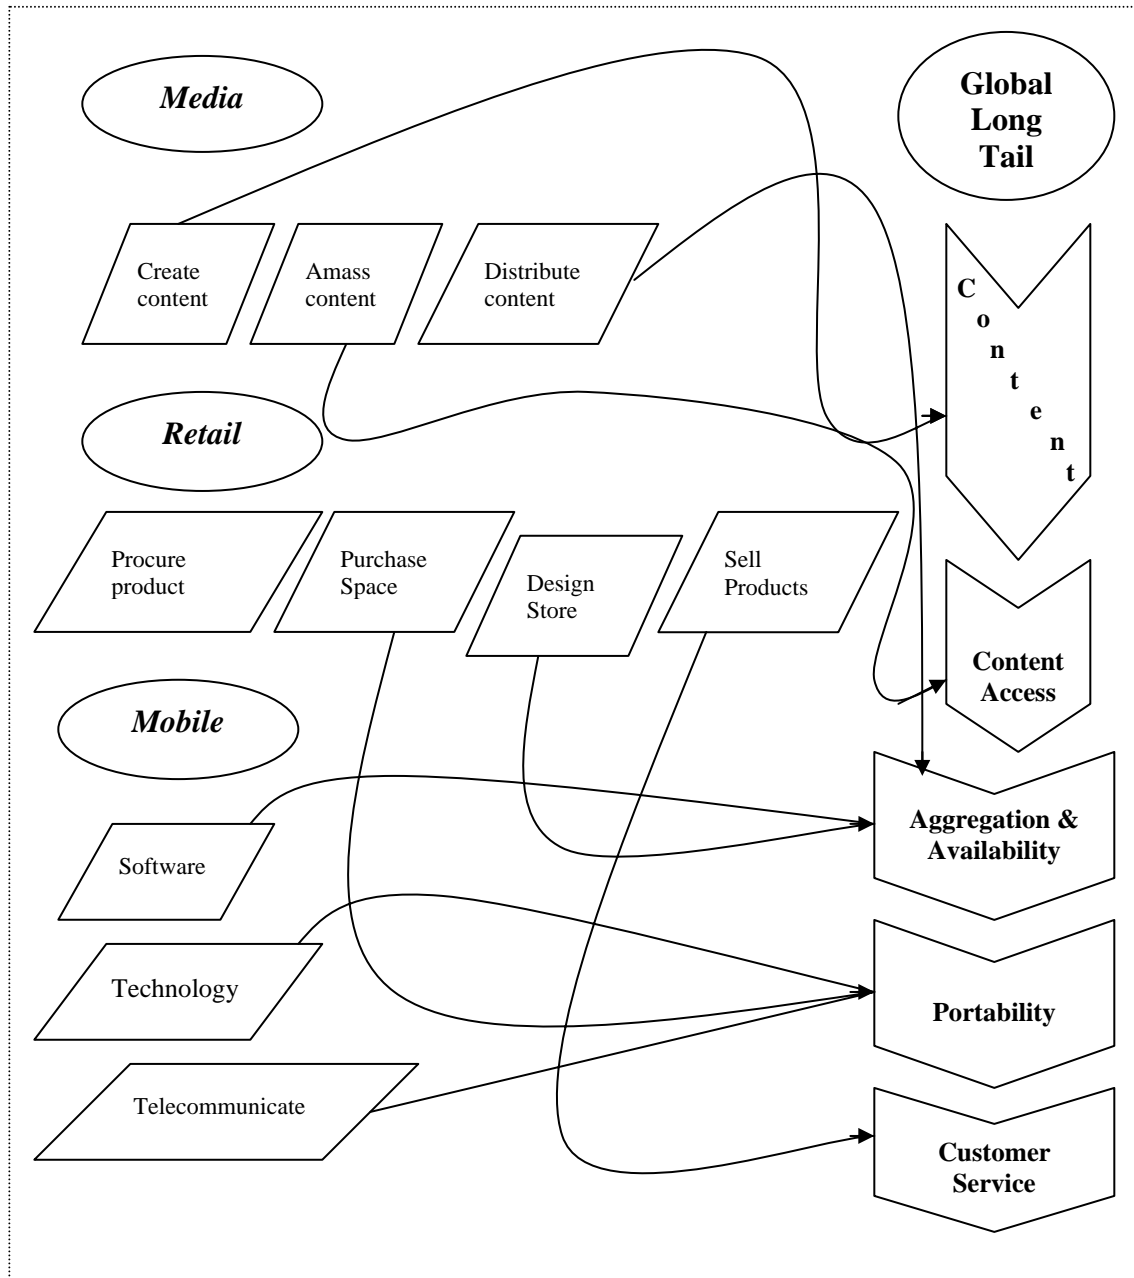 Media
Global
Long
Tail
Create
content
Amass
content
Distribute
content
Content
Retail
Procure
product
Purchase
Space
Design
Store
Sell
Products
Content
Access
Mobile
Aggregation &
Availability
Software
Technology
Portability
Telecommunicate
Customer
Service